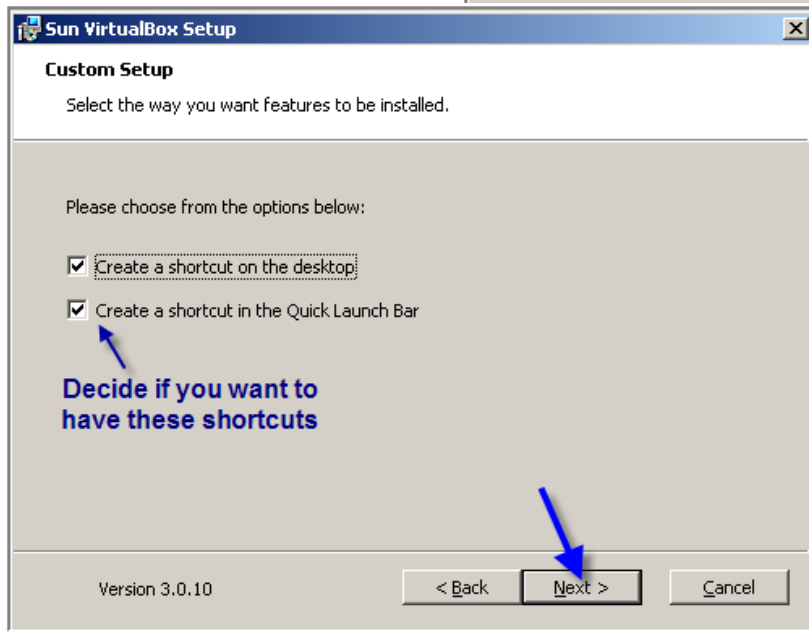 Sun VirtualBox Setup
Custom Setup
Select the way you want features to be installed.
Please choose from the options below:
Create a shortcut on the desktop
Create a shortcut in the Quick Launch Bar
Decide if you want to
have these shortcuts
Version 3.0.10
< Back
Next >
Cancel